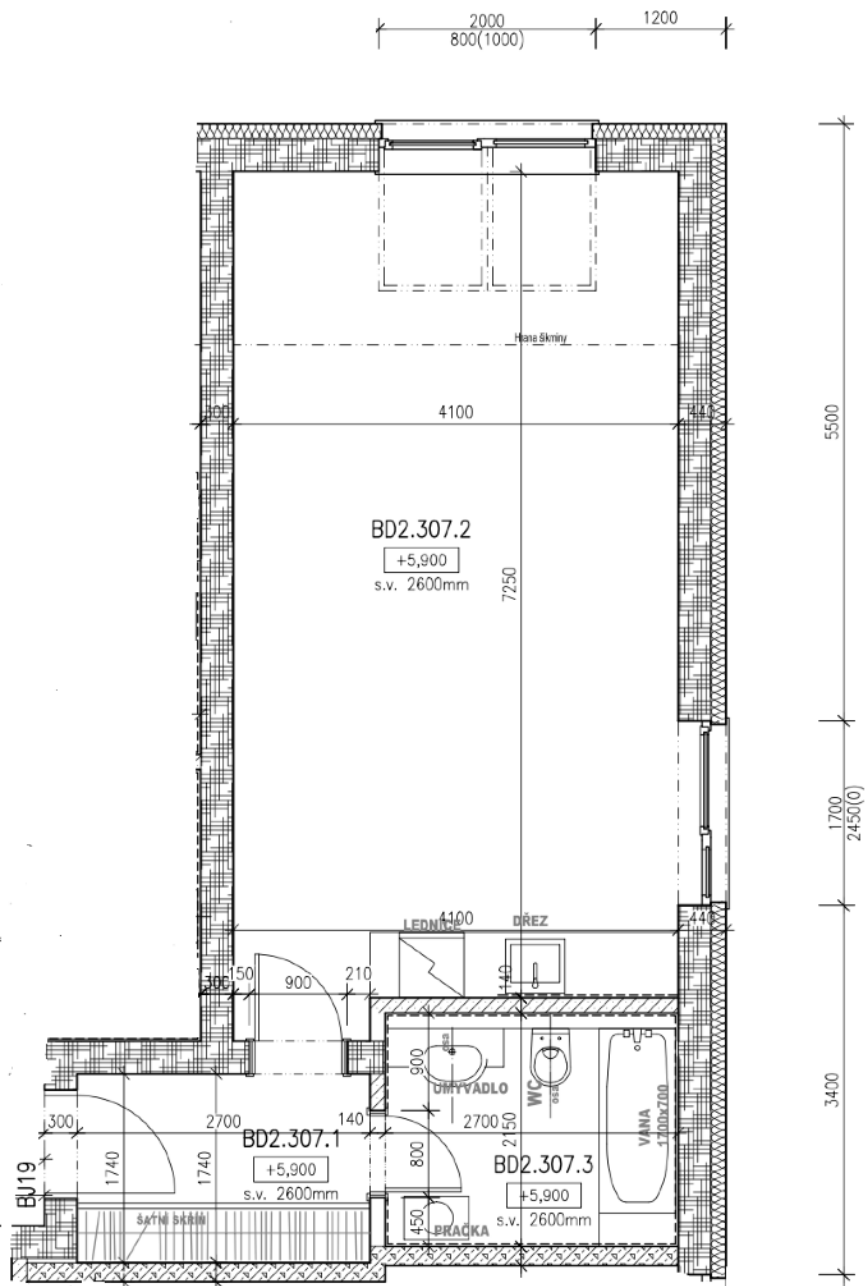 2000
800(1000)
1200
Hrana šikminy
300
4100
440
5500
BD2.307.2
+5,900
s.v. 2600mm
7250
1700
2450(0)
LEDNICE
4100
DŘEZ
440
300
150
900
210
140
900
osa
UMYVADLO
WC
osa
VANA
1700x700
3400
300
2700
140
2700
2150
BD2.307.1
+5,900
s.v. 2600mm
1740
1740
800
BD2.307.3
+5,900
s.v. 2600mm
BJ19
ŠATNÍ SKŘÍŇ
450
PRAČKA